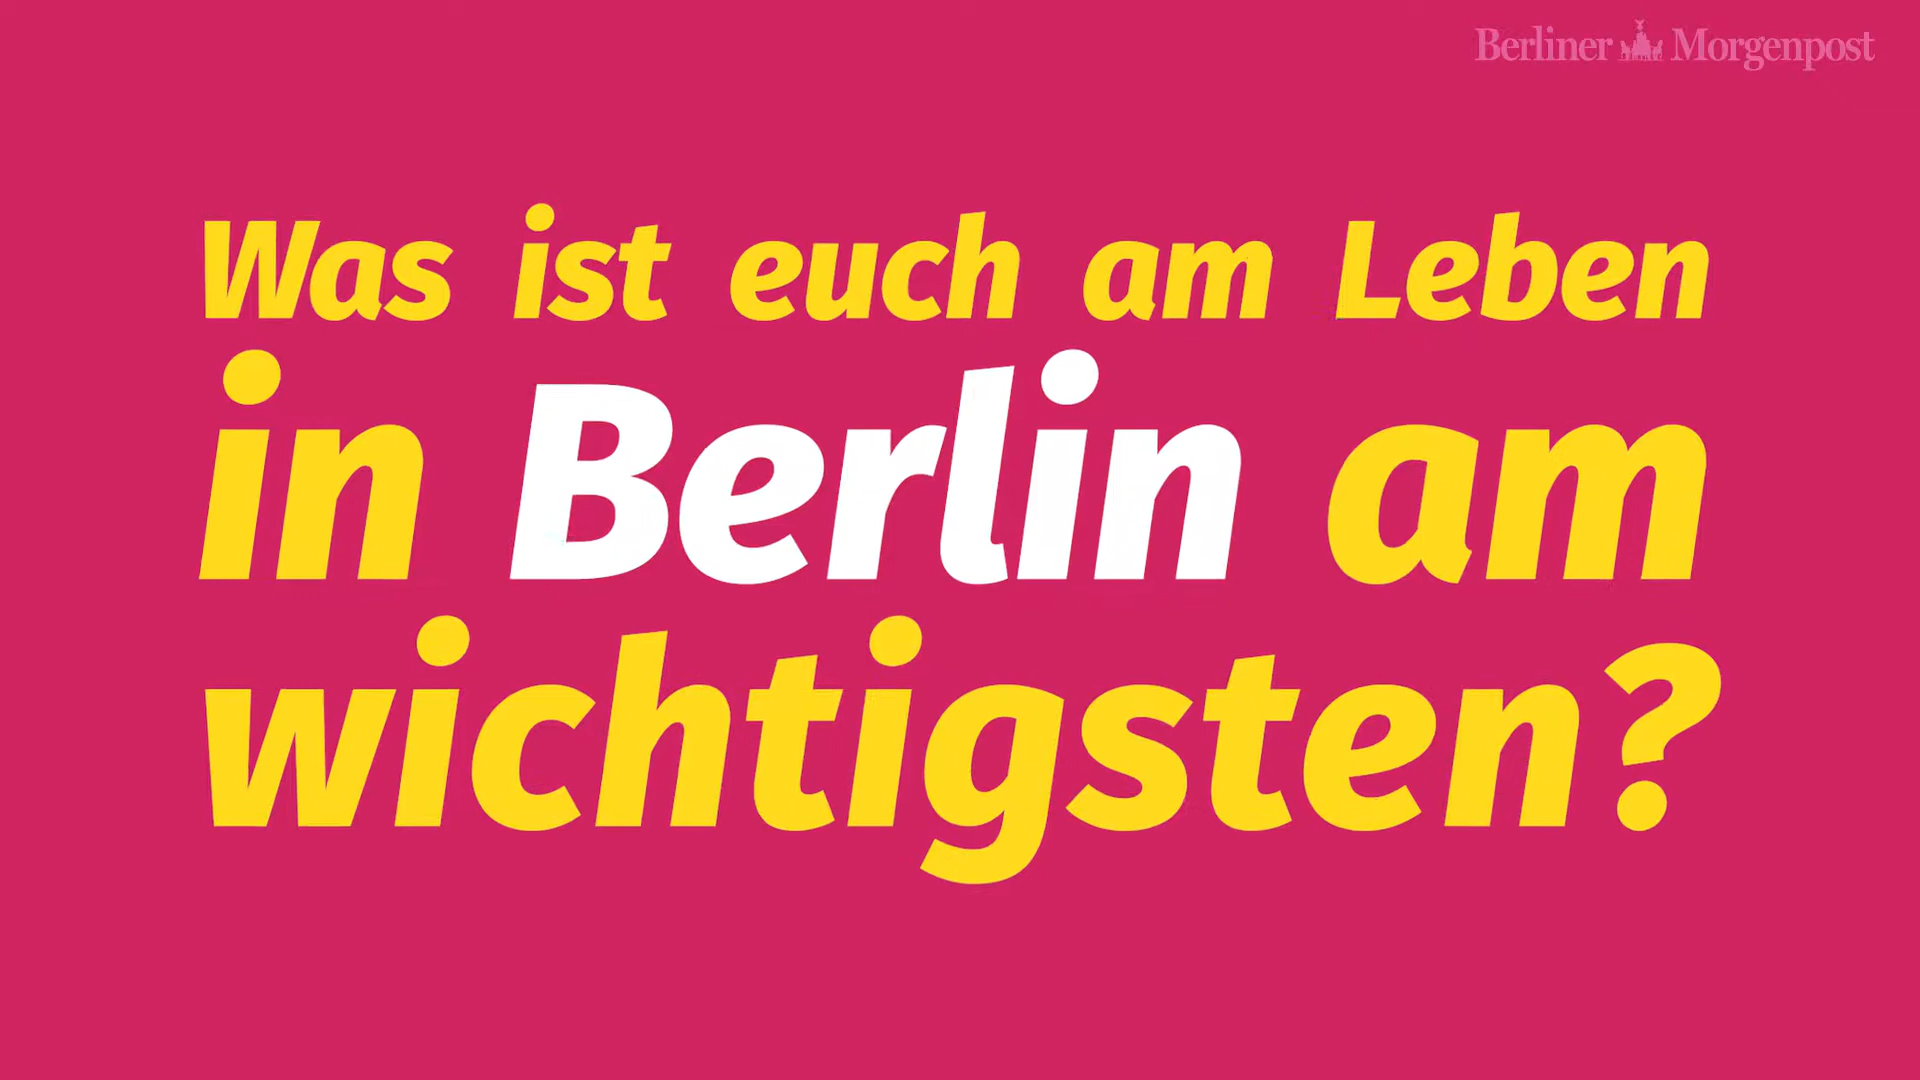 Berliner Morgenpost
Was ist euch am Leben
in Berlin am
wichtigsten?